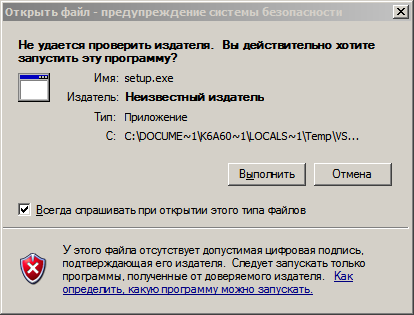 Открыть файл - предупреждение системы безопасности
Не удается проверить издателя. Вы действительно хотите
запустить эту программу?
Имя: setup.exe
Издатель: Неизвестный издатель
Тип: Приложение
С: C:\DOCUME~1\K6A60~1\LOCALS~1\Temp\VS...
Выполнить Отмена
Всегда спрашивать при открытии этого типа файлов
У этого файла отсутствует допустимая цифровая подпись,
подтверждающая его издателя. Следует запускать только
программы, полученные от доверяемого издателя. Как
определить, какую программу можно запускать.